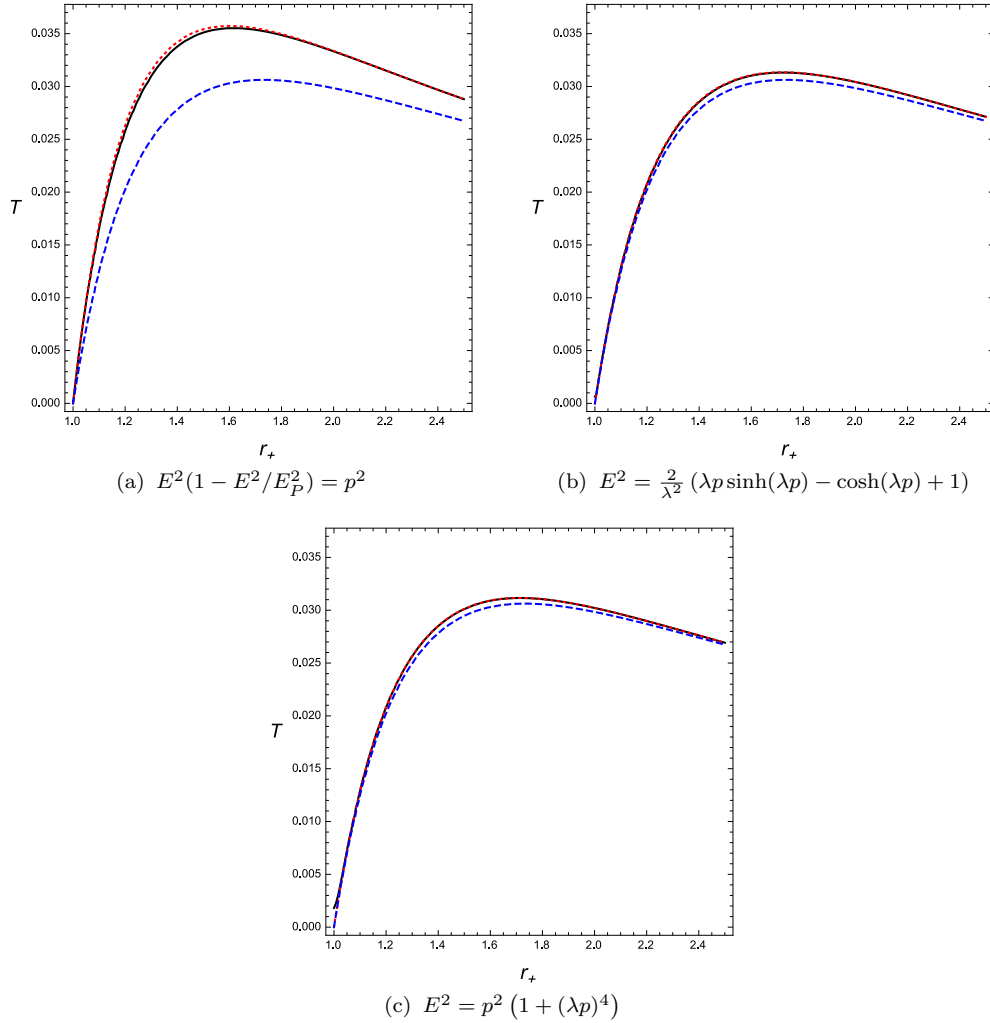 0.035
0.030
0.025
0.020
0.015
0.010
0.005
0.000
T
1.0 1.2 1.4 1.6 1.8 2.0 2.2 2.4
r+
(a) E²(1 − E²/E_P²) = p²
0.035
0.030
0.025
0.020
0.015
0.010
0.005
0.000
T
1.0 1.2 1.4 1.6 1.8 2.0 2.2 2.4
r+
(b) E² = 2/λ² (λp sinh(λp) − cosh(λp) + 1)
0.035
0.030
0.025
0.020
0.015
0.010
0.005
0.000
T
1.0 1.2 1.4 1.6 1.8 2.0 2.2 2.4
r+
(c) E² = p² (1 + (λp)⁴)